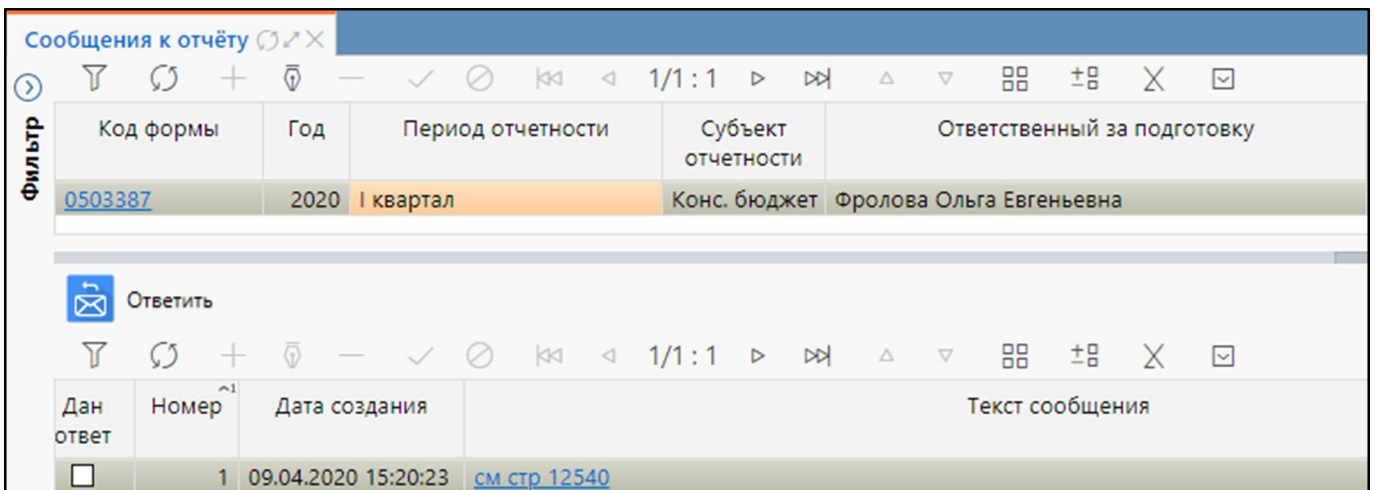 Сообщения к отчёту
1/1 : 1
Фильтр
Код формы Год Период отчетности Субъект отчетности Ответственный за подготовку
0503387 2020 I квартал Конс. бюджет Фролова Ольга Евгеньевна
Ответить
1/1 : 1
Дан ответ Номер 1 Дата создания Текст сообщения
1 09.04.2020 15:20:23 см стр 12540